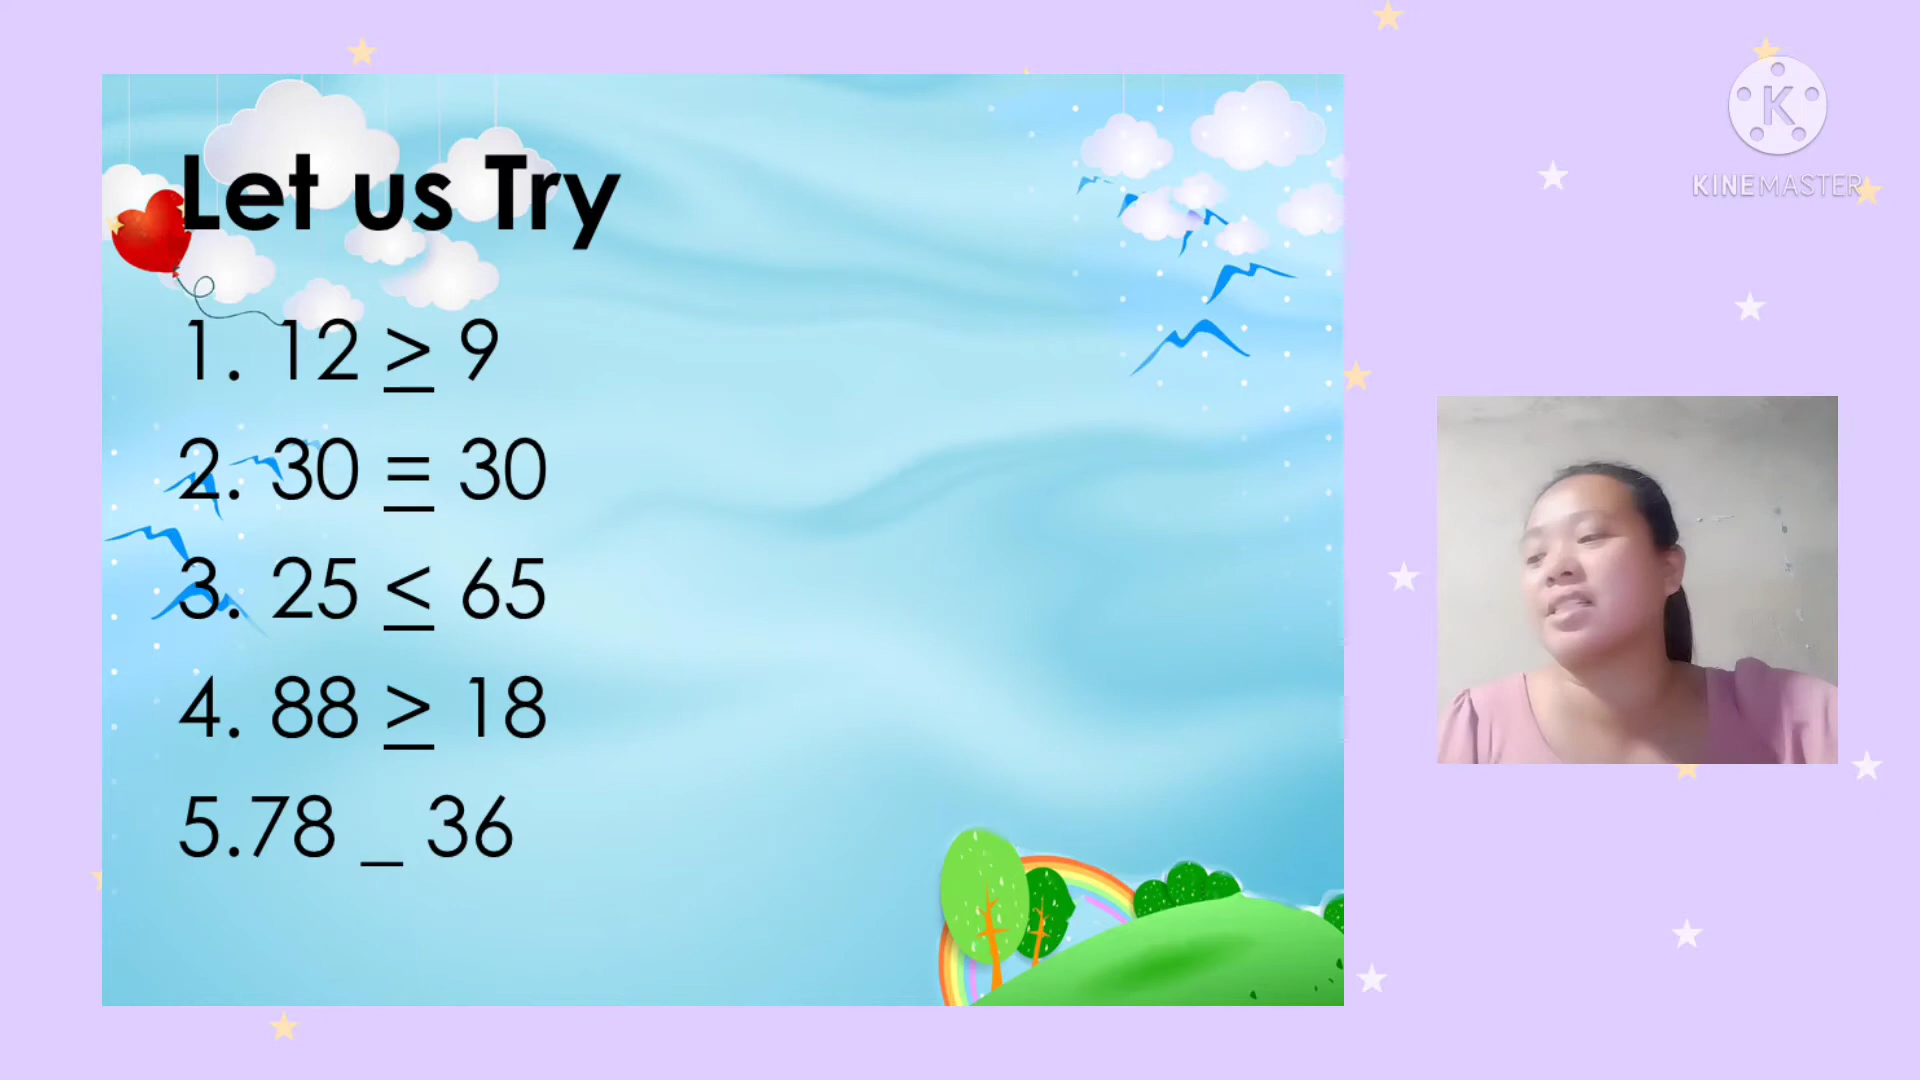 Let us Try
1. 12 > 9
2. 30 = 30
3. 25 < 65
4. 88 > 18
5.78 _ 36
K
KINEMASTER